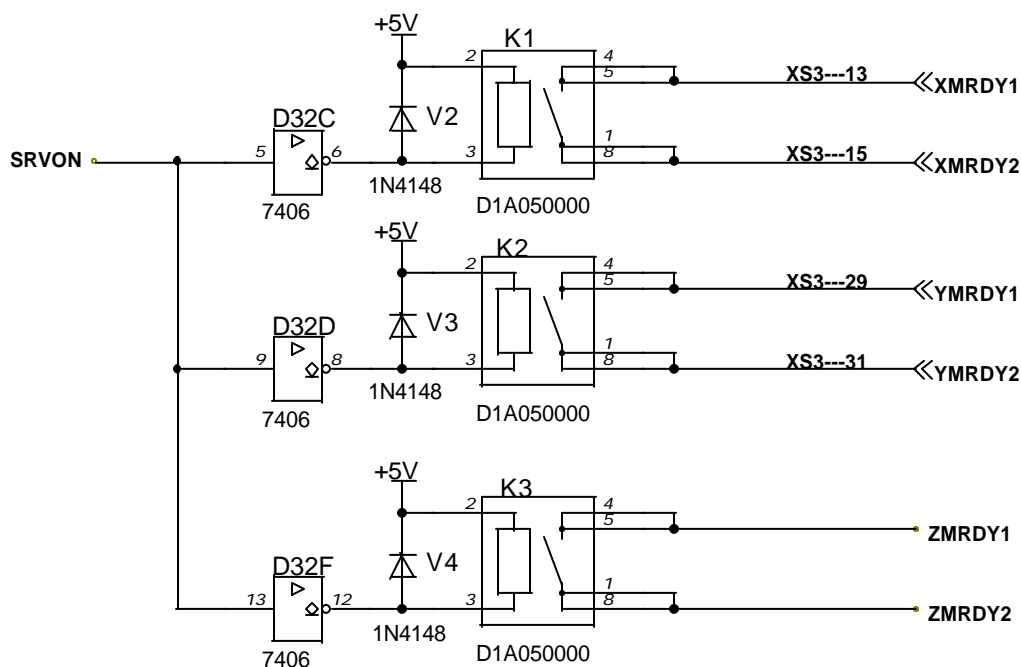 +5V
K1
2
4
5
XS3---13
XMRDY1
D32C
V2
SRVON
5
6
3
1
8
XS3---15
XMRDY2
1N4148
7406
D1A050000
+5V
K2
2
4
5
XS3---29
YMRDY1
D32D
V3
9
8
3
1
8
XS3---31
YMRDY2
1N4148
7406
D1A050000
+5V
K3
2
4
5
ZMRDY1
D32F
V4
13
12
3
1
8
ZMRDY2
1N4148
7406
D1A050000